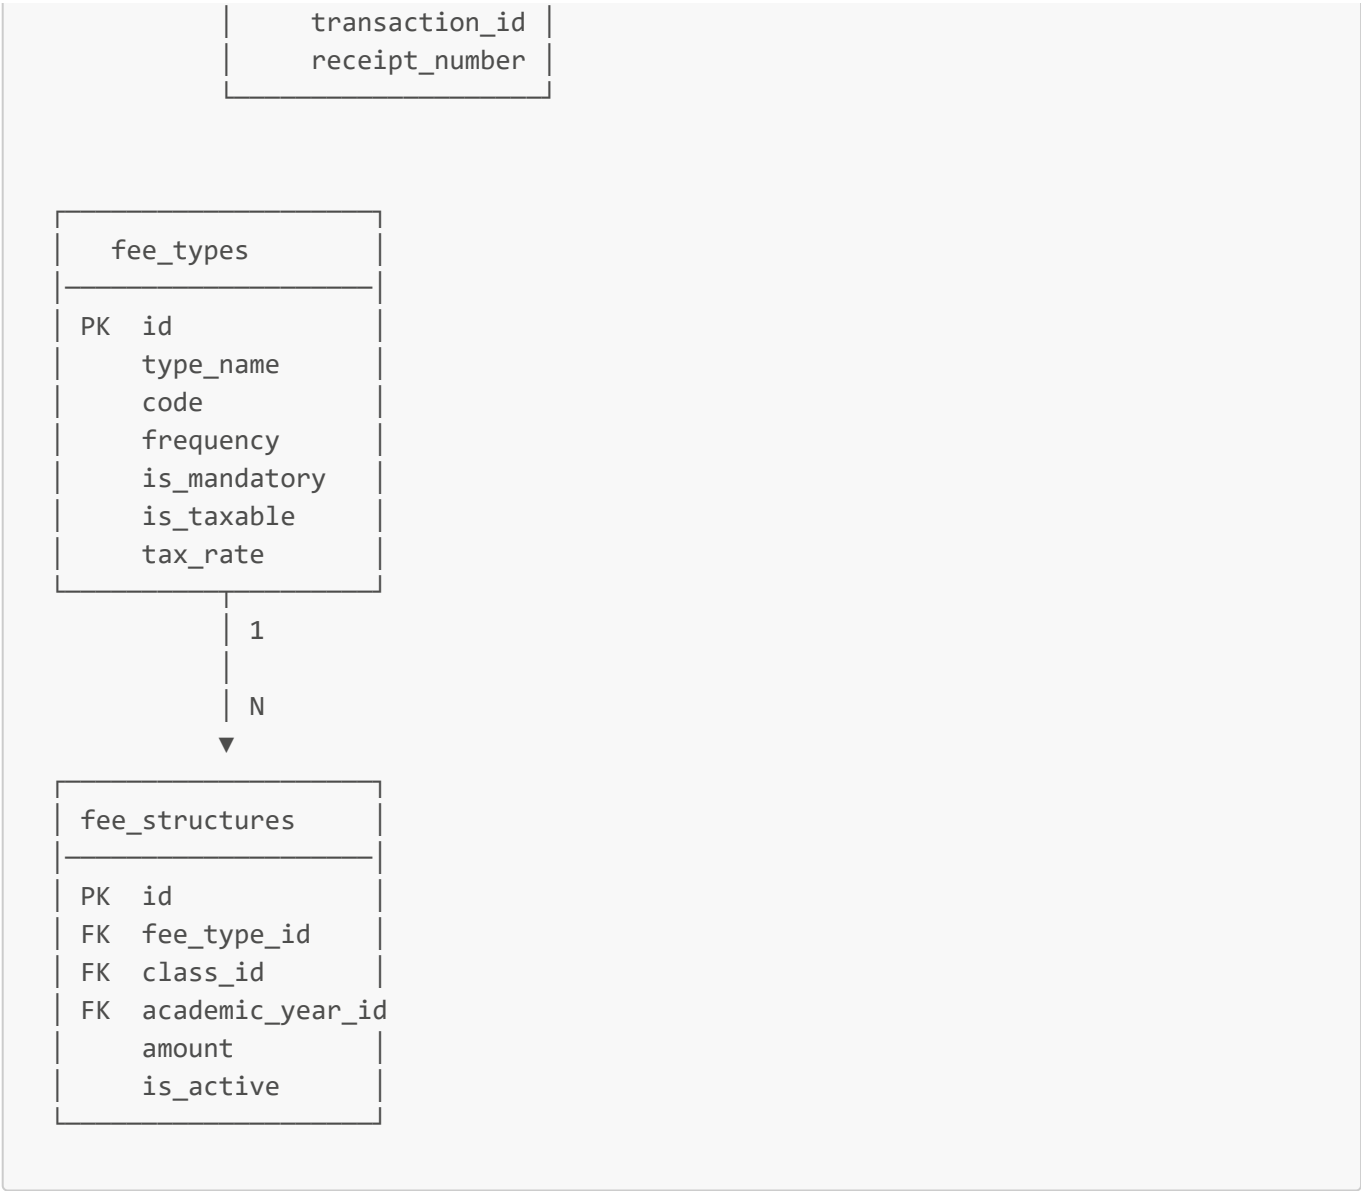 transaction_id
receipt_number
fee_types
PK id
type_name
code
frequency
is_mandatory
is_taxable
tax_rate
1
N
fee_structures
PK id
FK fee_type_id
FK class_id
FK academic_year_id
amount
is_active